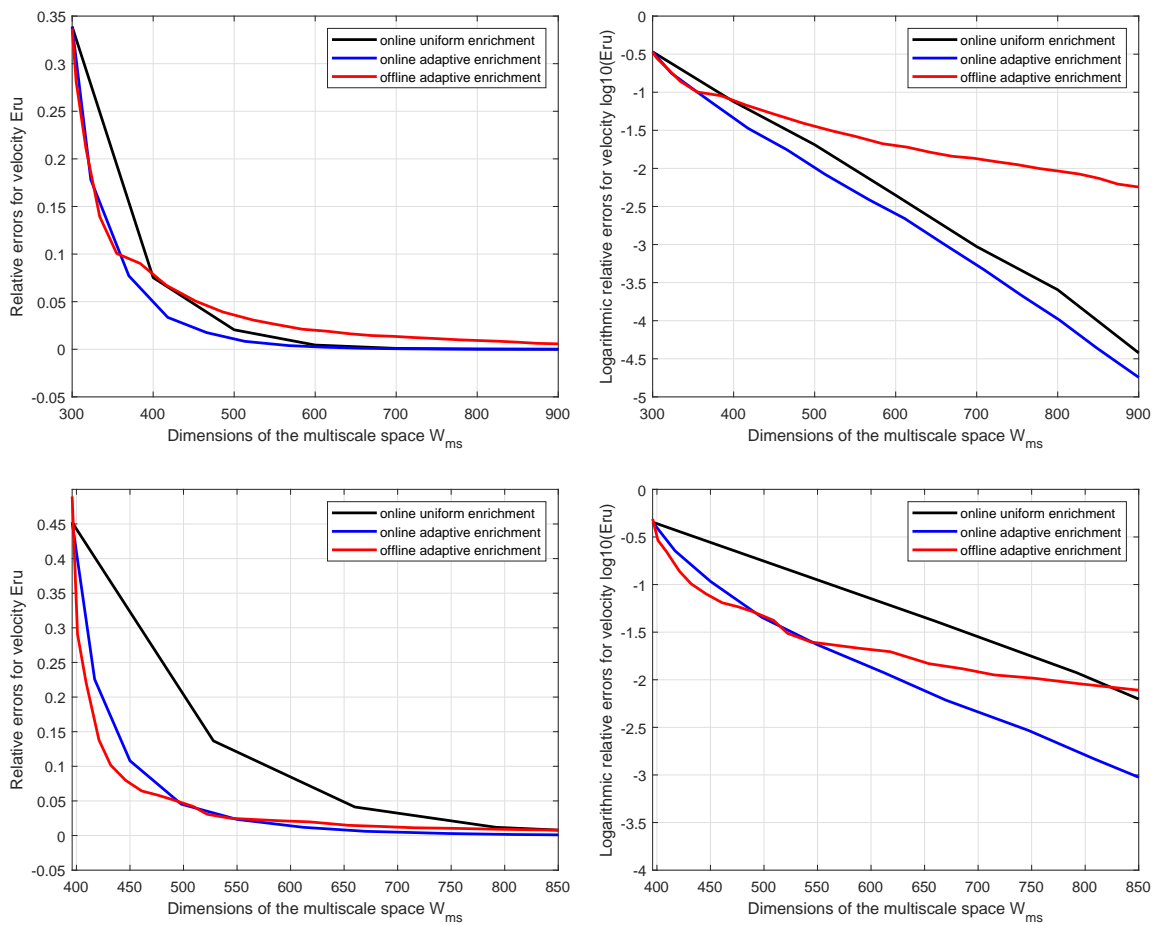 0.35
0.3
0.25
0.2
0.15
0.1
0.05
0
-0.05
300 400 500 600 700 800 900
Relative errors for velocity Eru
Dimensions of the multiscale space W_ms
online uniform enrichment
online adaptive enrichment
offline adaptive enrichment
0
-0.5
-1
-1.5
-2
-2.5
-3
-3.5
-4
-4.5
-5
300 400 500 600 700 800 900
Logarithmic relative errors for velocity log10(Eru)
Dimensions of the multiscale space W_ms
online uniform enrichment
online adaptive enrichment
offline adaptive enrichment
0.45
0.4
0.35
0.3
0.25
0.2
0.15
0.1
0.05
0
-0.05
400 450 500 550 600 650 700 750 800 850
Relative errors for velocity Eru
Dimensions of the multiscale space W_ms
online uniform enrichment
online adaptive enrichment
offline adaptive enrichment
0
-0.5
-1
-1.5
-2
-2.5
-3
-3.5
-4
400 450 500 550 600 650 700 750 800 850
Logarithmic relative errors for velocity log10(Eru)
Dimensions of the multiscale space W_ms
online uniform enrichment
online adaptive enrichment
offline adaptive enrichment